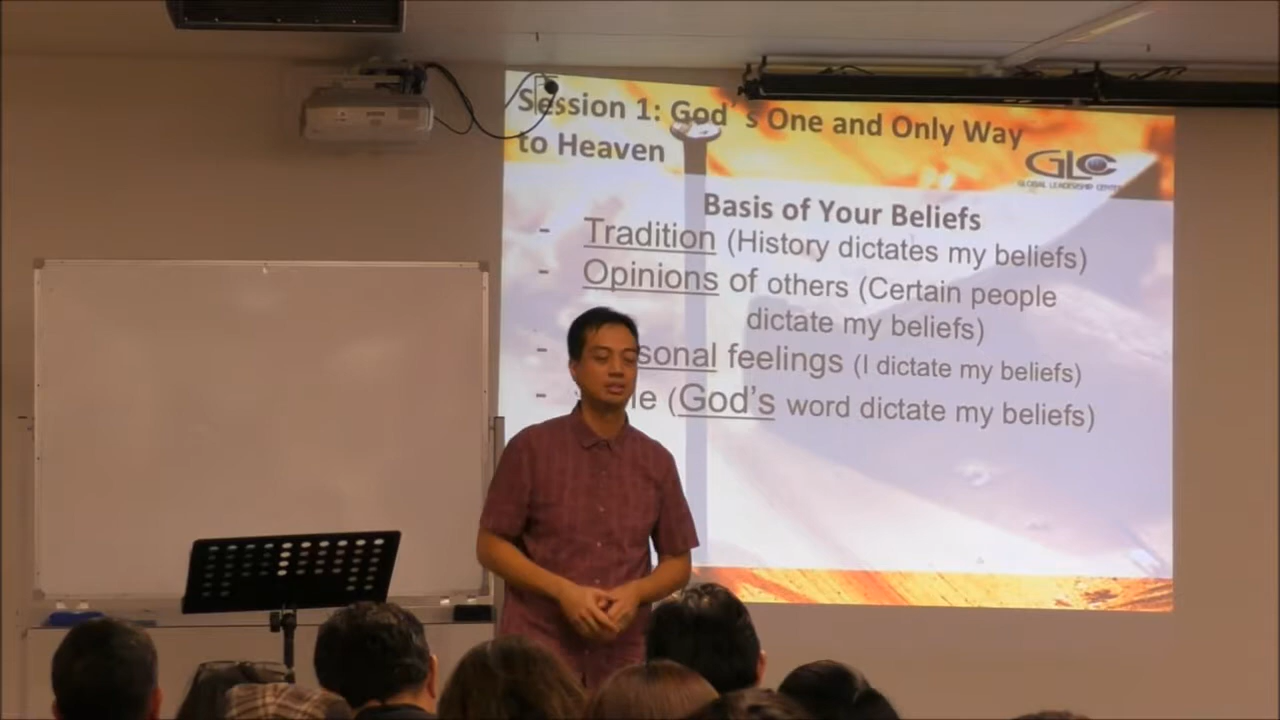 Session 1: God's One and Only Way
to Heaven
GLC
GLOBAL LEADERSHIP CENTER
Basis of Your Beliefs
- Tradition (History dictates my beliefs)
- Opinions of others (Certain people
dictate my beliefs)
- sonal feelings (I dictate my beliefs)
- le (God's word dictate my beliefs)